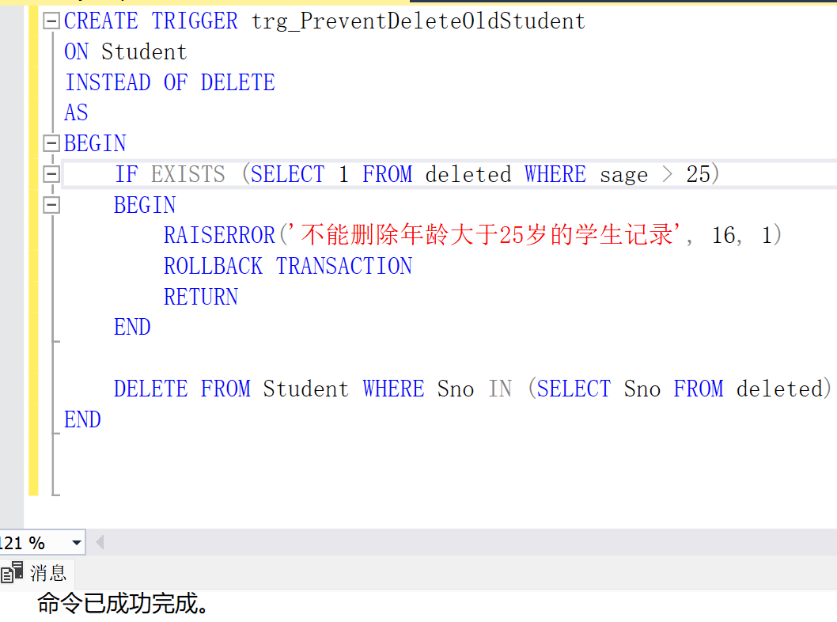 CREATE TRIGGER trg_PreventDeleteOldStudent
ON Student
INSTEAD OF DELETE
AS
BEGIN
IF EXISTS (SELECT 1 FROM deleted WHERE sage > 25)
BEGIN
RAISERROR('不能删除年龄大于25岁的学生记录', 16, 1)
ROLLBACK TRANSACTION
RETURN
END
DELETE FROM Student WHERE Sno IN (SELECT Sno FROM deleted)
END
121 %
消息
命令已成功完成。